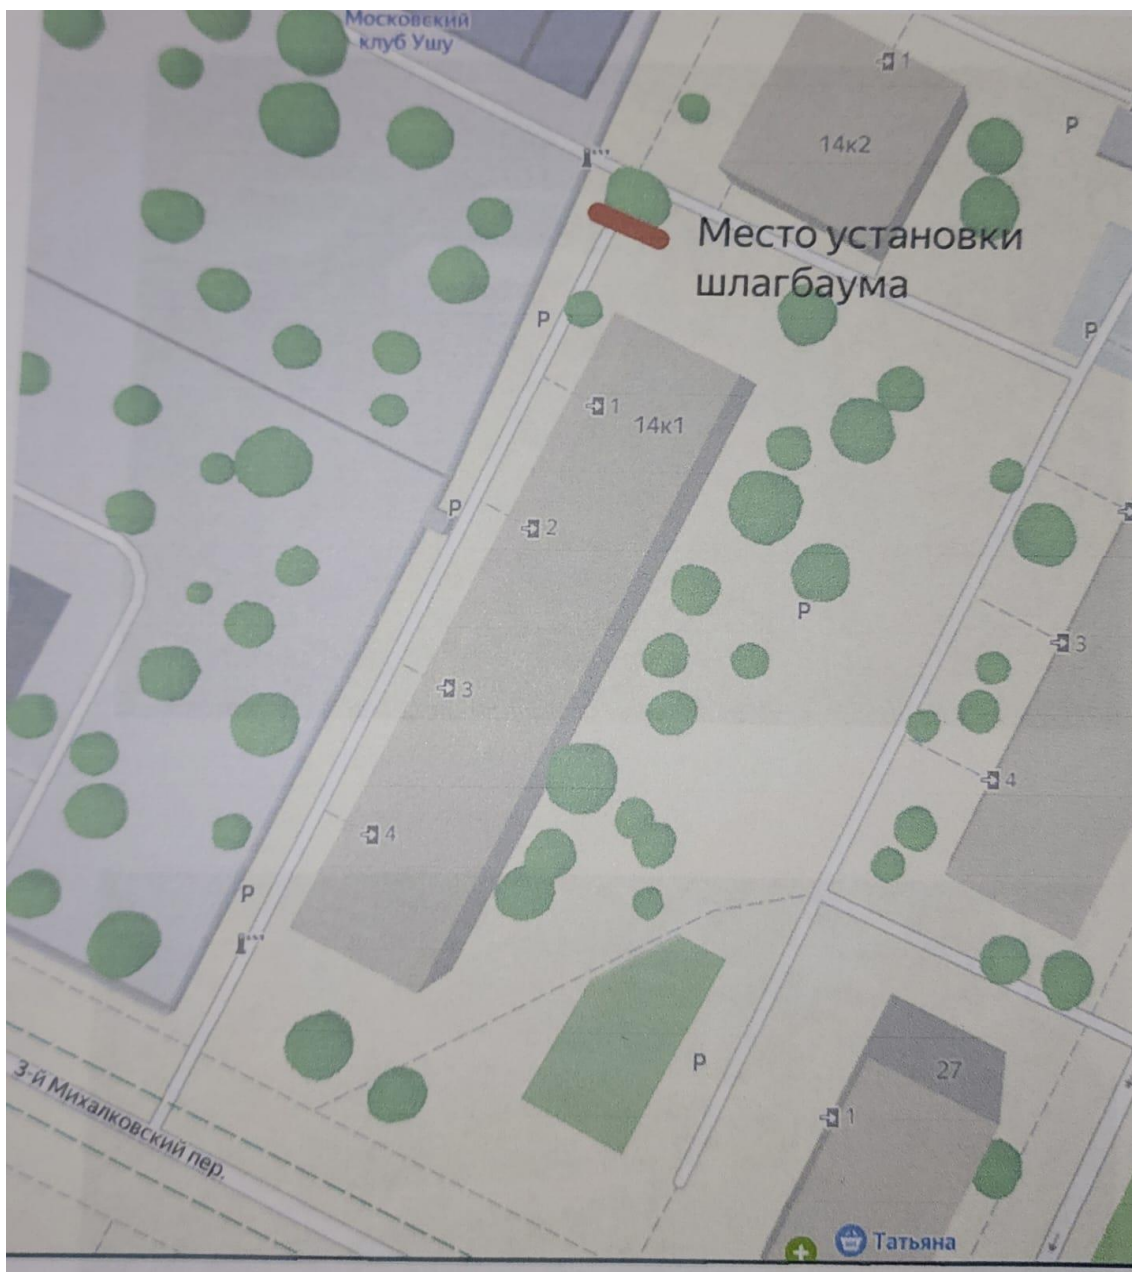 Московский
клуб Ушу
1
14к2
P
Место установки
шлагбаума
P
P
1
14к1
P
2
P
3
3
4
4
P
P
27
1
3-й Михалковский пер.
Татьяна